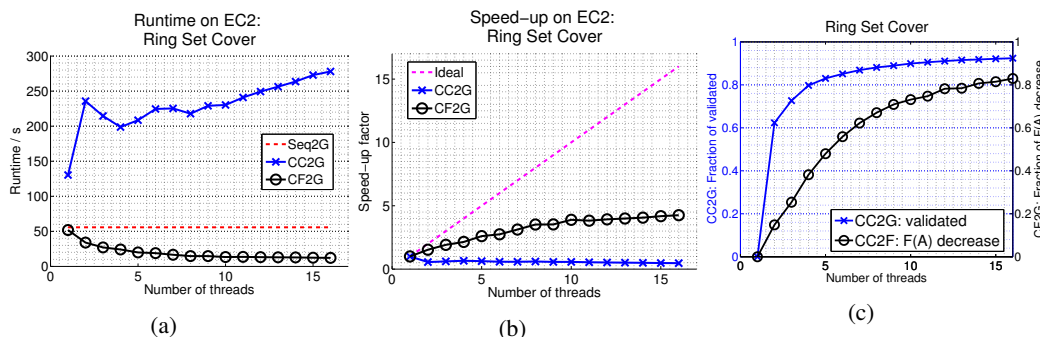 Runtime on EC2:
Ring Set Cover
300
250
200
150
100
50
0
Runtime / s
Seq2G
CC2G
CF2G
0
5
10
15
Number of threads
(a)
Speed-up on EC2:
Ring Set Cover
15
10
5
0
Speed-up factor
Ideal
CC2G
CF2G
0
5
10
15
Number of threads
(b)
Ring Set Cover
1
0.8
0.6
0.4
0.2
0
CC2G: Fraction of validated
CC2G: validated
CC2F: F(A) decrease
0
5
10
15
Number of threads
1
0.8
0.6
0.4
0.2
0
CF2G: Fraction of F(A) decrease
(c)